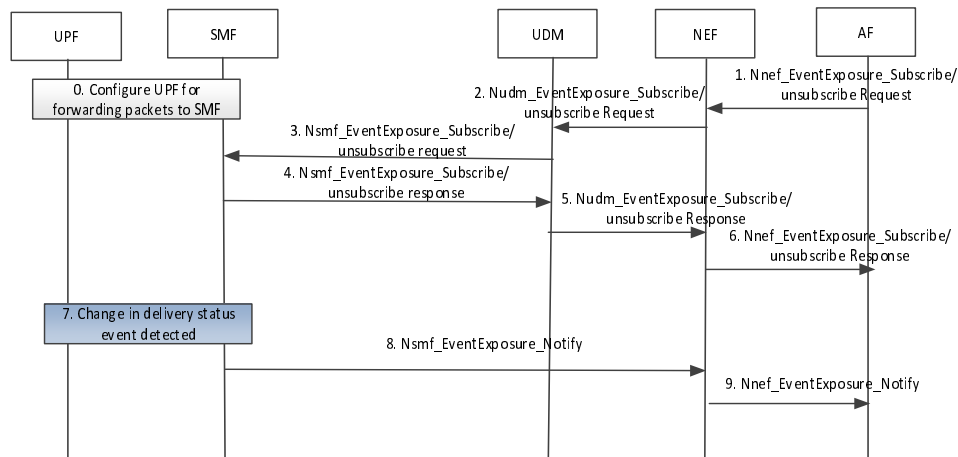 UPF
SMF
UDM
NEF
AF
0. Configure UPF for
forwarding packets to SMF
1. Nnef_EventExposure_Subscribe/
unsubscribe Request
2. Nudm_EventExposure_Subscribe/
unsubscribe Request
3. Nsmf_EventExposure_Subscribe/
unsubscribe request
4. Nsmf_EventExposure_Subscribe/
unsubscribe response
5. Nudm_EventExposure_Subscribe/
unsubscribe Response
6. Nnef_EventExposure_Subscribe/
unsubscribe Response
7. Change in delivery status
event detected
8. Nsmf_EventExposure_Notify
9. Nnef_EventExposure_Notify